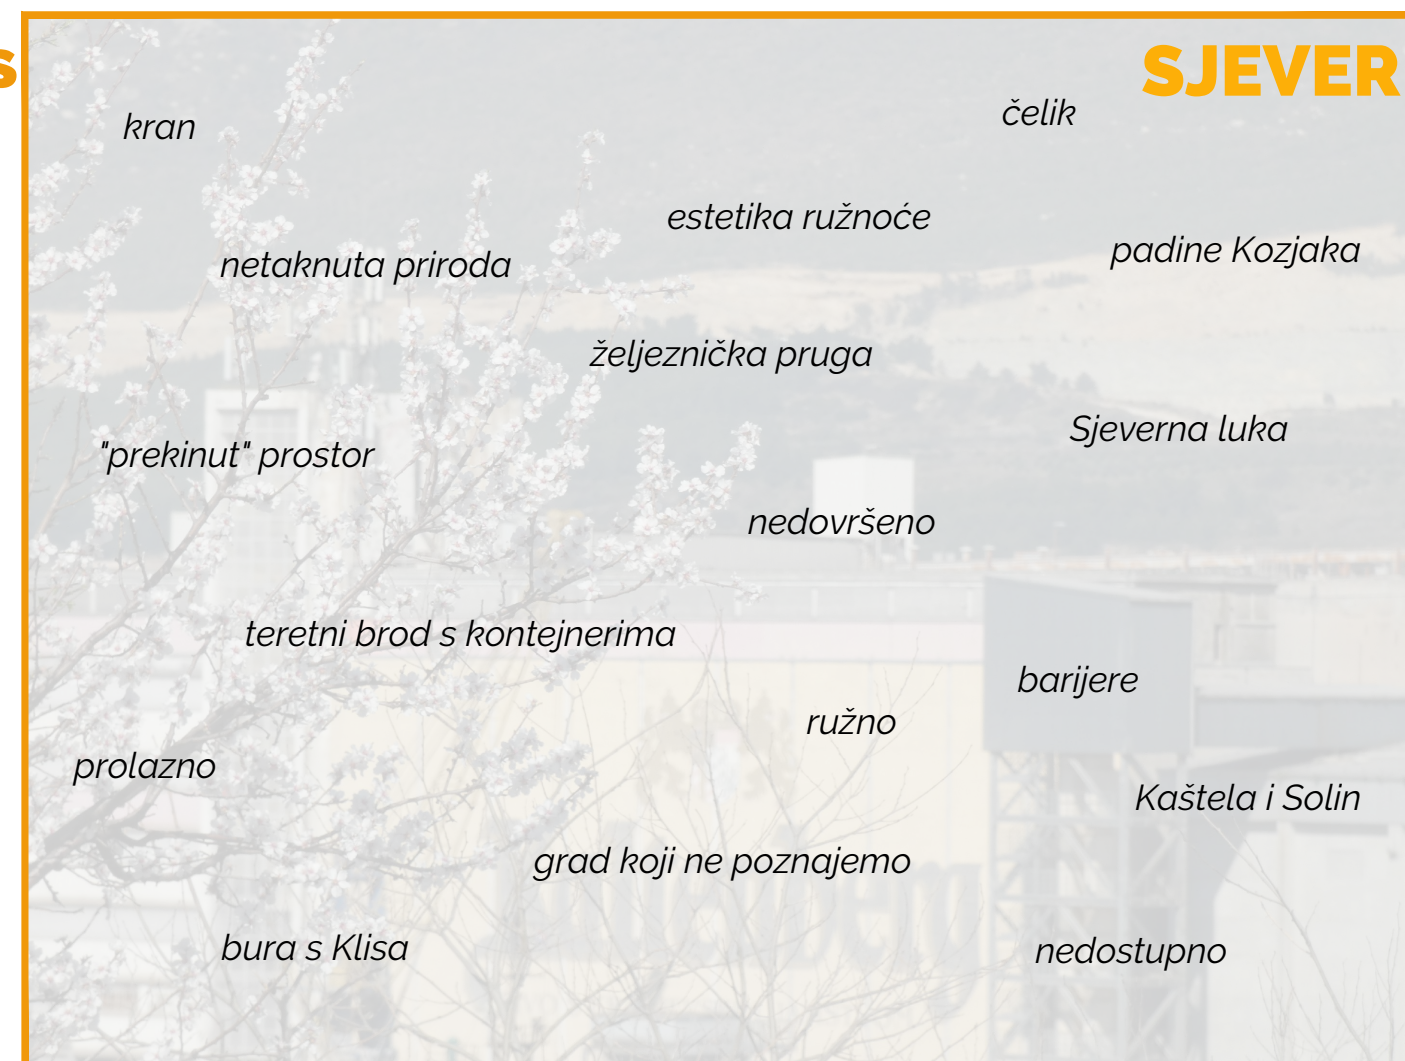 S
SJEVER
čelik
kran
estetika ružnoće
padine Kozjaka
netaknuta priroda
željeznička pruga
Sjeverna luka
"prekinut" prostor
nedovršeno
teretni brod s kontejnerima
barijere
ružno
prolazno
Kaštela i Solin
grad koji ne poznajemo
bura s Klisa
nedostupno